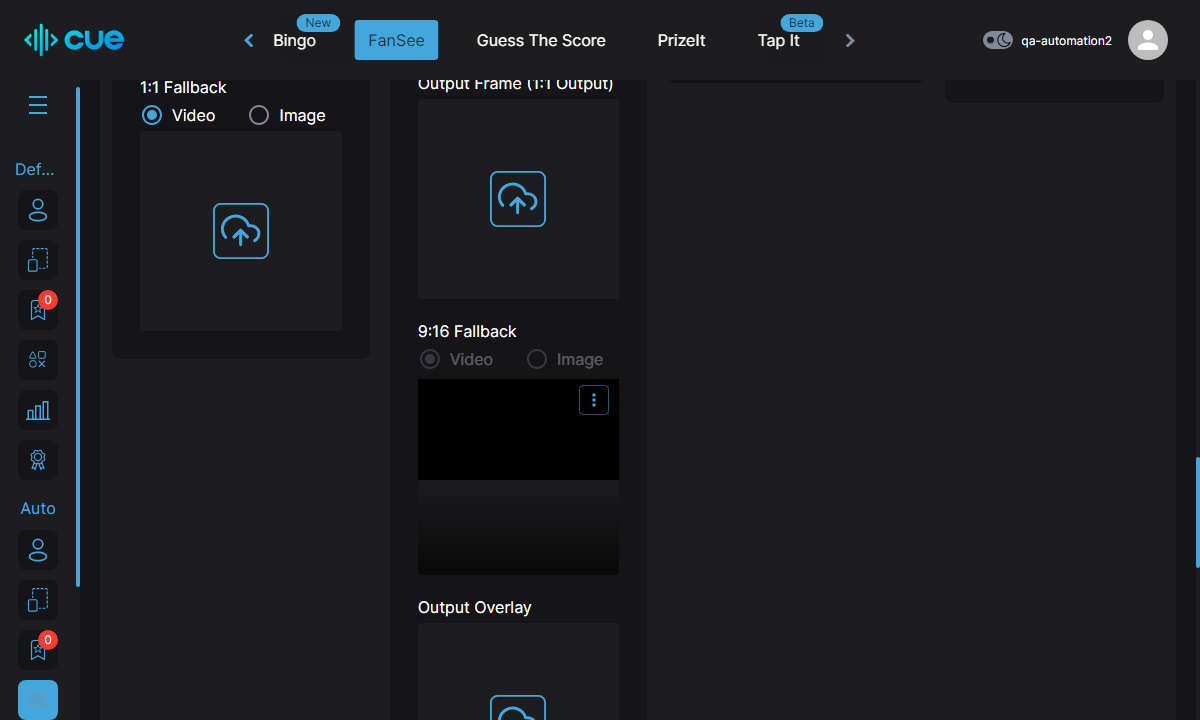 cue
New
Bingo
FanSee
Guess The Score
PrizeIt
Beta
Tap It
qa-automation2
Def...
0
Auto
0
1:1 Fallback
Video
Image
Output Frame (1:1 Output)
9:16 Fallback
Video
Image
Output Overlay